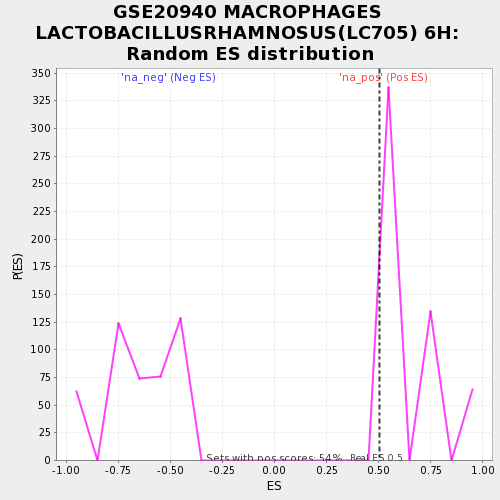 GSE20940 MACROPHAGES
LACTOBACILLUSRHAMNOSUS(LC705) 6H:
Random ES distribution
'na_neg' (Neg ES) 'na_pos' (Pos ES)
350
325
300
275
250
225
200
175
150
125
100
75
50
25
0
P(ES)
Sets with pos scores: 54% Real ES 0.5
-1.00 -0.75 -0.50 -0.25 0.00 0.25 0.50 0.75 1.00
ES